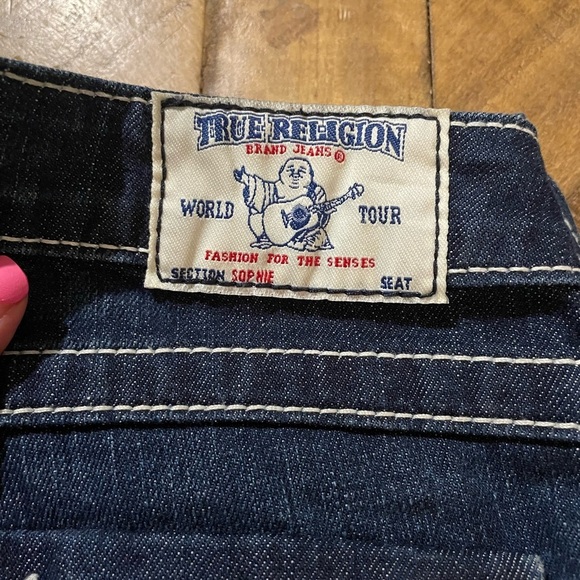 TRUE RELIGION
BRAND JEANS®
WORLD TOUR
FASHION FOR THE SENSES
SECTION SOPHIE SEAT